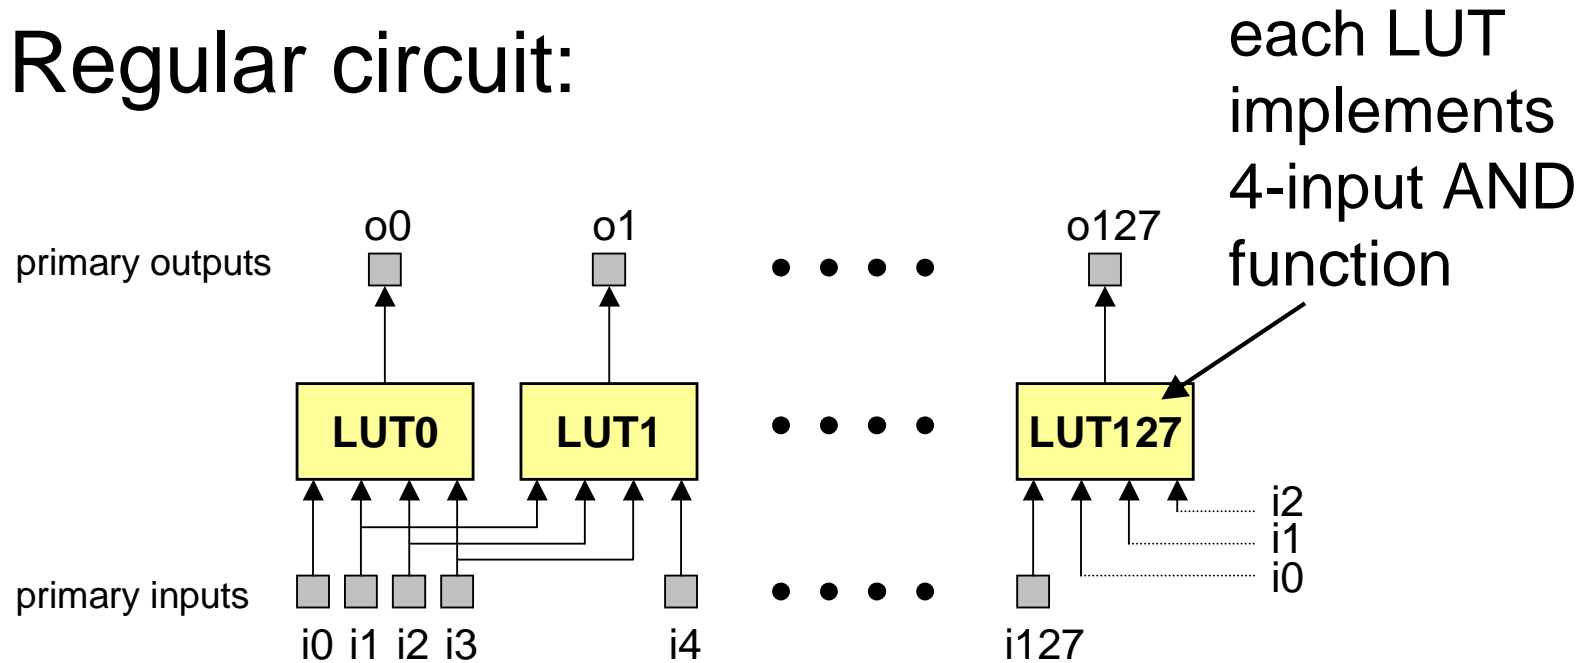 Regular circuit:
each LUT
implements
4-input AND
function
o0 o1 o127
primary outputs
LUT0 LUT1 LUT127
i2
i1
i0
primary inputs
i0 i1 i2 i3 i4 i127